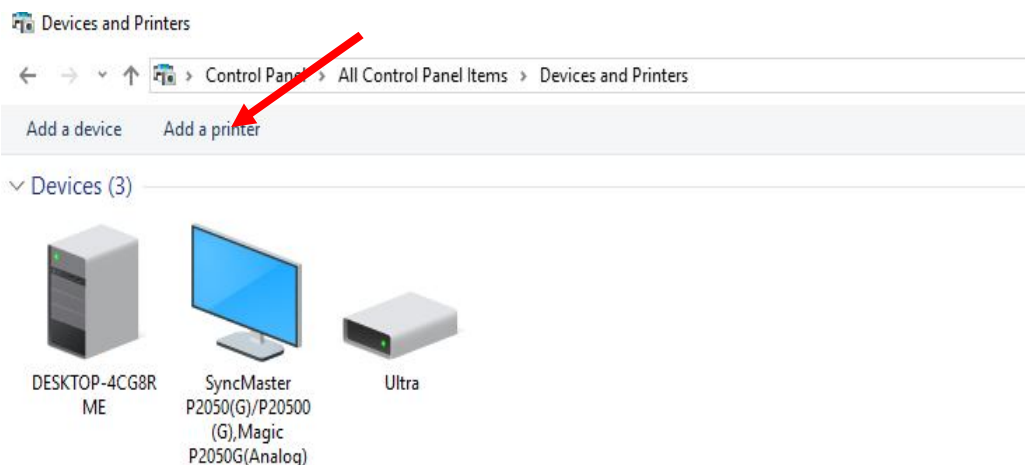 Devices and Printers
Control Panel > All Control Panel Items > Devices and Printers
Add a device Add a printer
Devices (3)
DESKTOP-4CG8R
ME
SyncMaster
P2050(G)/P20500
(G),Magic
P2050G(Analog)
Ultra